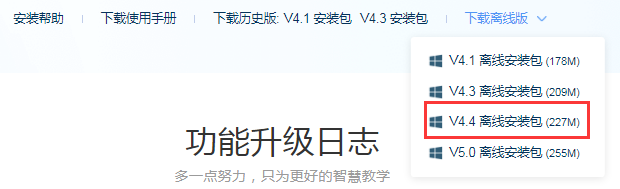 安装帮助 | 下载使用手册 | 下载历史版: V4.1 安装包 V4.3 安装包 | 下载离线版
V4.1 离线安装包 (178M)
V4.3 离线安装包 (209M)
V4.4 离线安装包 (227M)
V5.0 离线安装包 (255M)
功能升级日志
多一点努力，只为更好的智慧教学